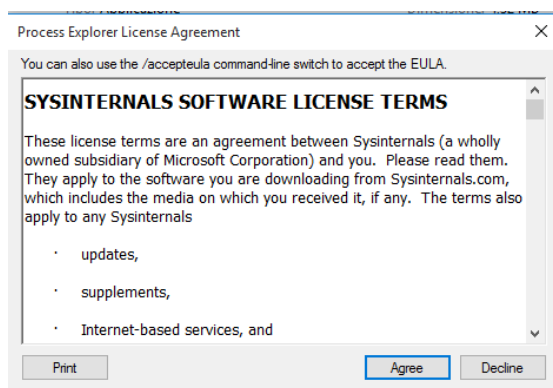 Process Explorer License Agreement
You can also use the /accepteula command-line switch to accept the EULA.
SYSINTERNALS SOFTWARE LICENSE TERMS
These license terms are an agreement between Sysinternals (a wholly
owned subsidiary of Microsoft Corporation) and you. Please read them.
They apply to the software you are downloading from Sysinternals.com,
which includes the media on which you received it, if any. The terms also
apply to any Sysinternals
· updates,
· supplements,
· Internet-based services, and
Print Agree Decline